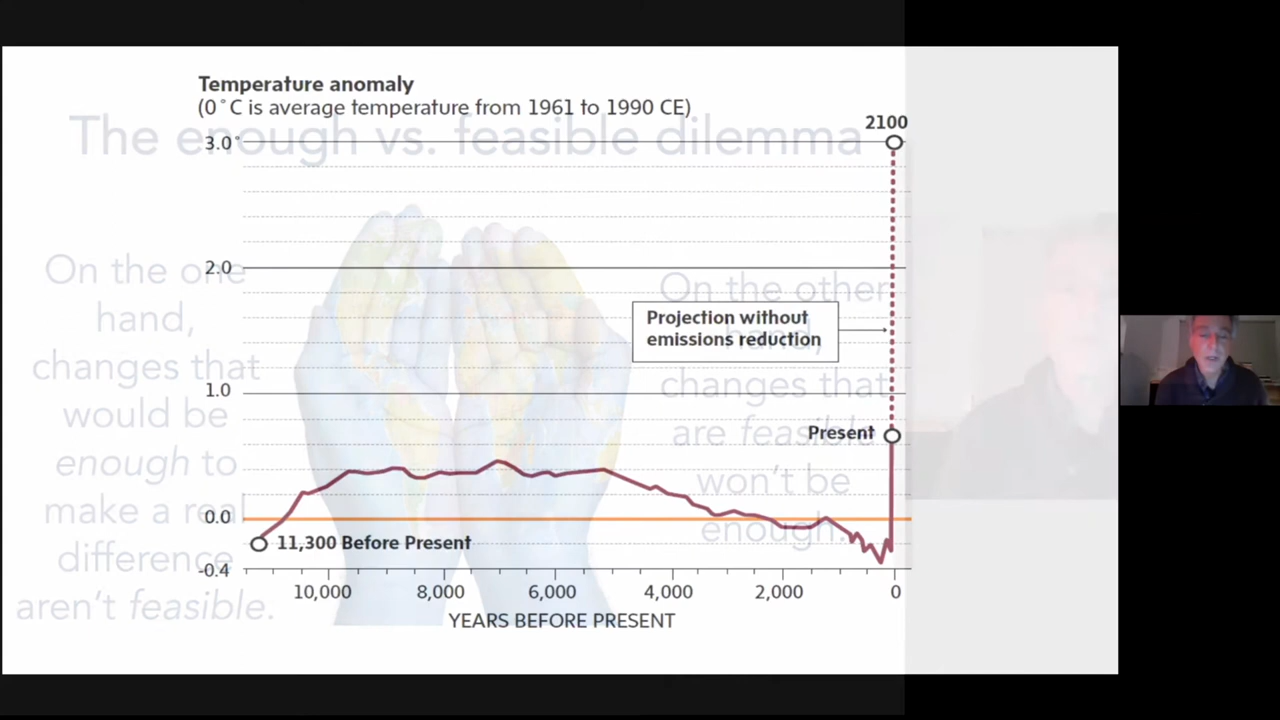 Temperature anomaly
(0°C is average temperature from 1961 to 1990 CE)
The enough vs. feasible dilemma
2100
3.0°
2.0
1.0
0.0
-0.4
On the one
hand,
changes that
would be
enough to
make a real
difference
aren't feasible.
On the other
hand,
changes that
are feasible
won't be
enough.
Projection without
emissions reduction
Present
11,300 Before Present
10,000 8,000 6,000 4,000 2,000 0
YEARS BEFORE PRESENT